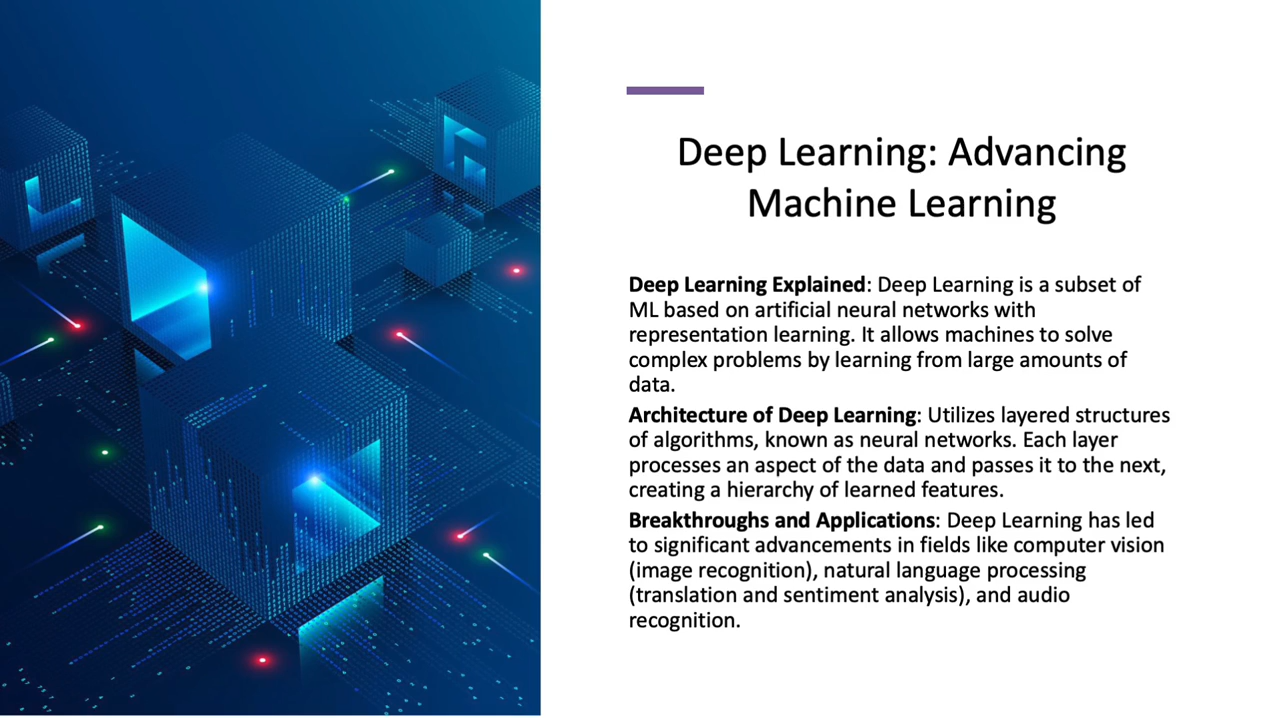 Deep Learning: Advancing
Machine Learning
Deep Learning Explained: Deep Learning is a subset of
ML based on artificial neural networks with
representation learning. It allows machines to solve
complex problems by learning from large amounts of
data.
Architecture of Deep Learning: Utilizes layered structures
of algorithms, known as neural networks. Each layer
processes an aspect of the data and passes it to the next,
creating a hierarchy of learned features.
Breakthroughs and Applications: Deep Learning has led
to significant advancements in fields like computer vision
(image recognition), natural language processing
(translation and sentiment analysis), and audio
recognition.